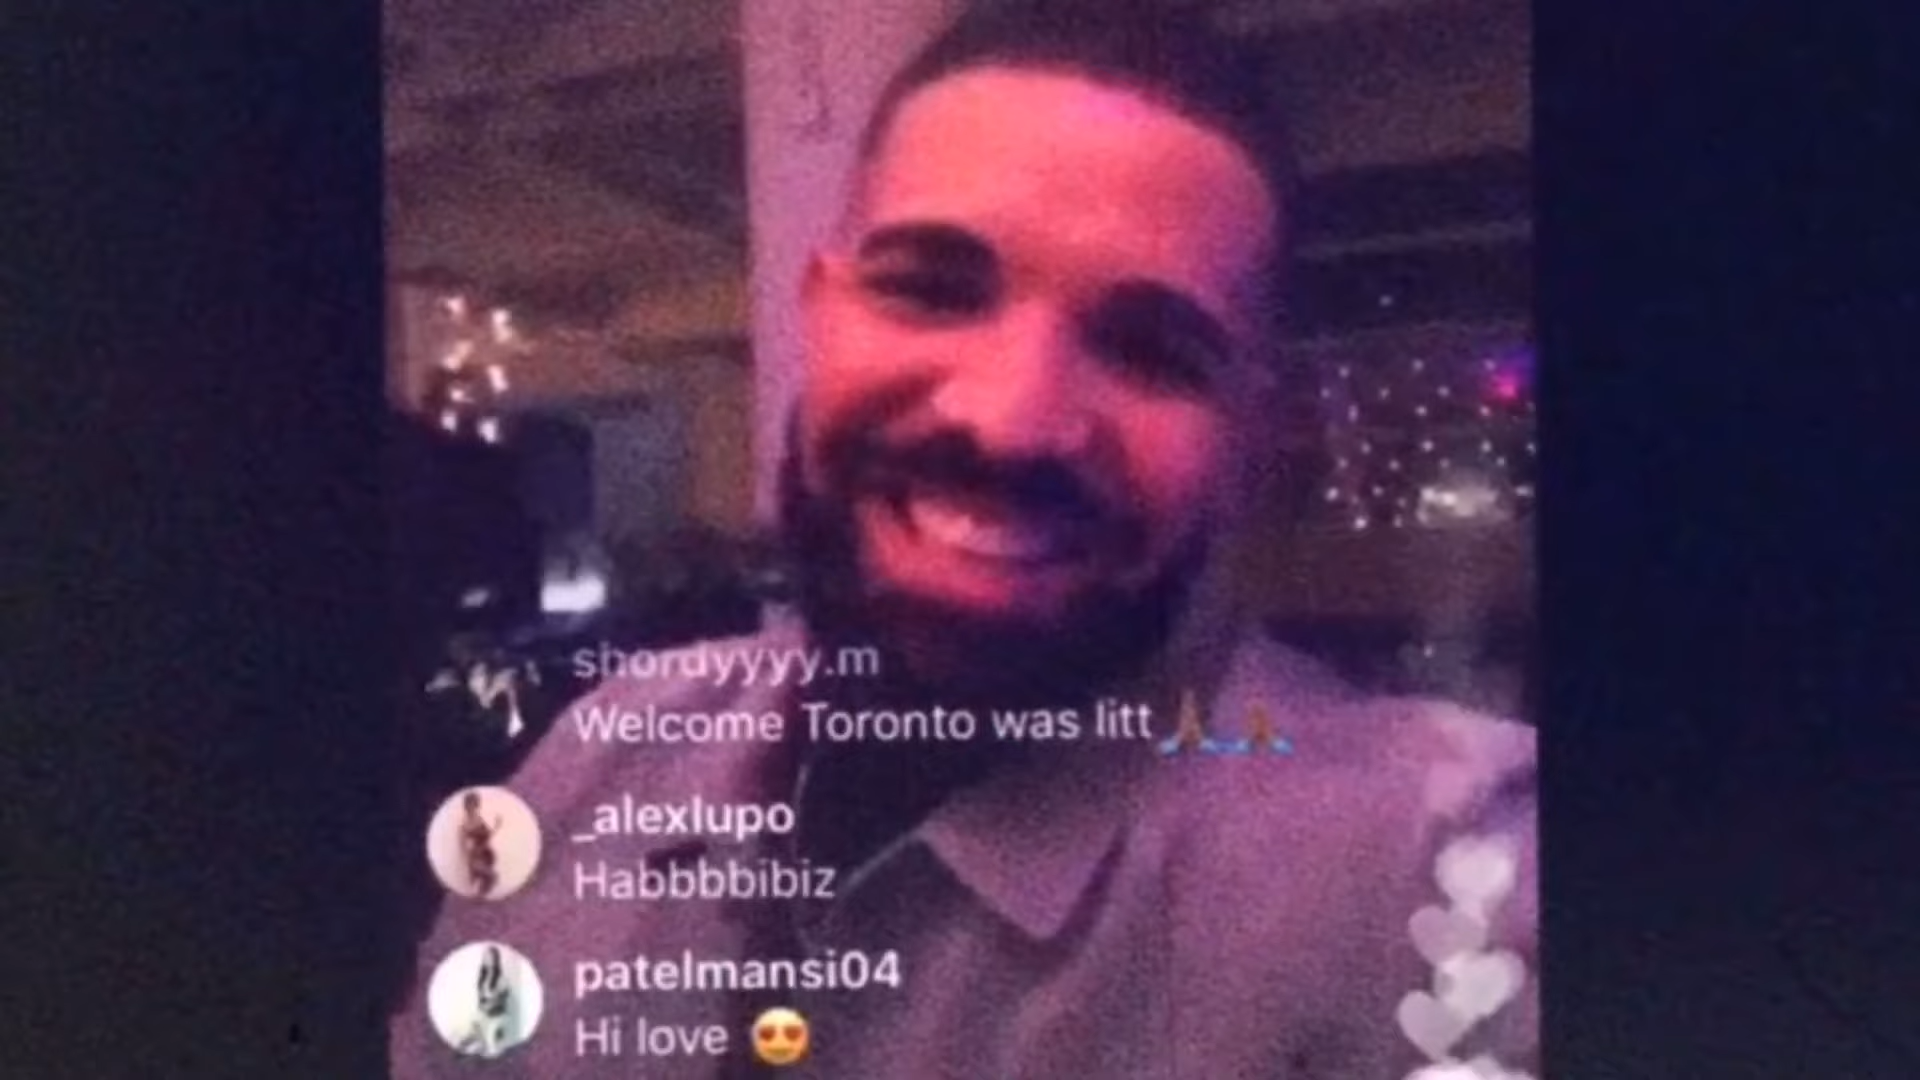 shordyyyy.m
Welcome Toronto was litt🙏🏾🙏🏾
_alexlupo
Habbbbibiz
patelmansi04
Hi love 😍